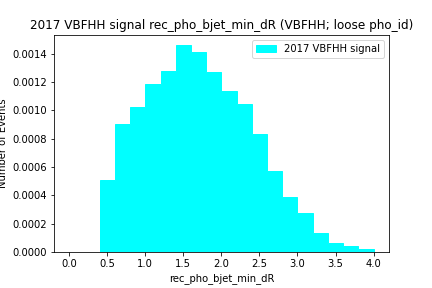 2017 VBFHH signal rec_pho_bjet_min_dR (VBFHH; loose pho_id)
2017 VBFHH signal
Number of Events
0.0014
0.0012
0.0010
0.0008
0.0006
0.0004
0.0002
0.0000
0.0 0.5 1.0 1.5 2.0 2.5 3.0 3.5 4.0
rec_pho_bjet_min_dR